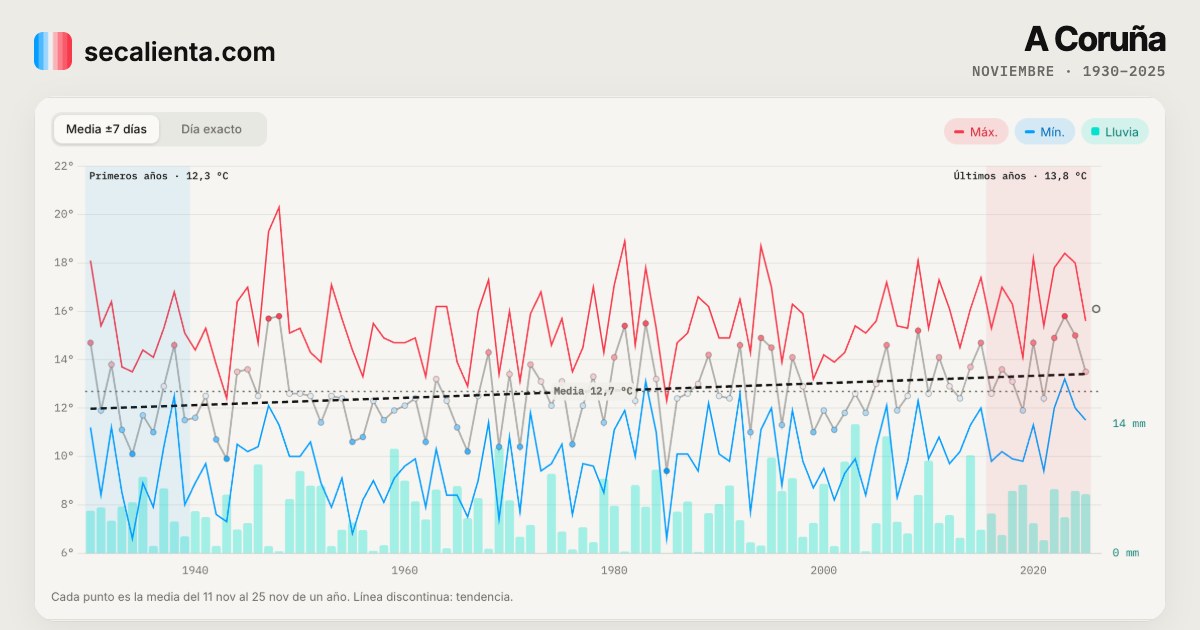 secalienta.com
A Coruña
NOVIEMBRE · 1930–2025
Media ±7 días
Día exacto
Máx.
Mín.
Lluvia
22°
Primeros años · 12,3 °C
Últimos años · 13,8 °C
20°
18°
16°
14°
Media 12,7 °C
12°
14 mm
10°
8°
6°
0 mm
1940
1960
1980
2000
2020
Cada punto es la media del 11 nov al 25 nov de un año. Línea discontinua: tendencia.